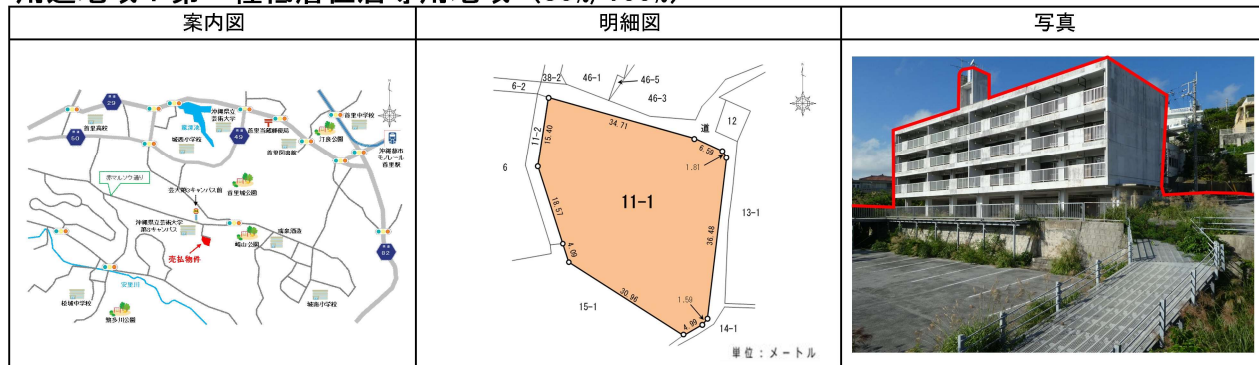 案内図
明細図
写真
29
首里高校
龍潭池
沖縄県立
芸術大学
50
城西小学校
49
首里当蔵郵便局
首里図書館
首里中学校
汀良公園
沖縄都市
モノレール
首里駅
赤マルソウ通り
芸大第3キャンパス前
首里城公園
沖縄県立芸術大学
第3キャンパス
崎山公園
瑞泉酒造
売払物件
82
安里川
松城中学校
城南小学校
繁多川公園
6-2
38-2
46-1
46-5
46-3
道
12
11-2
15.40
34.71
6.59
1.81
6
11-1
13-1
18.57
36.48
4.09
30.96
15-1
1.59
4.99
14-1
単位:メートル